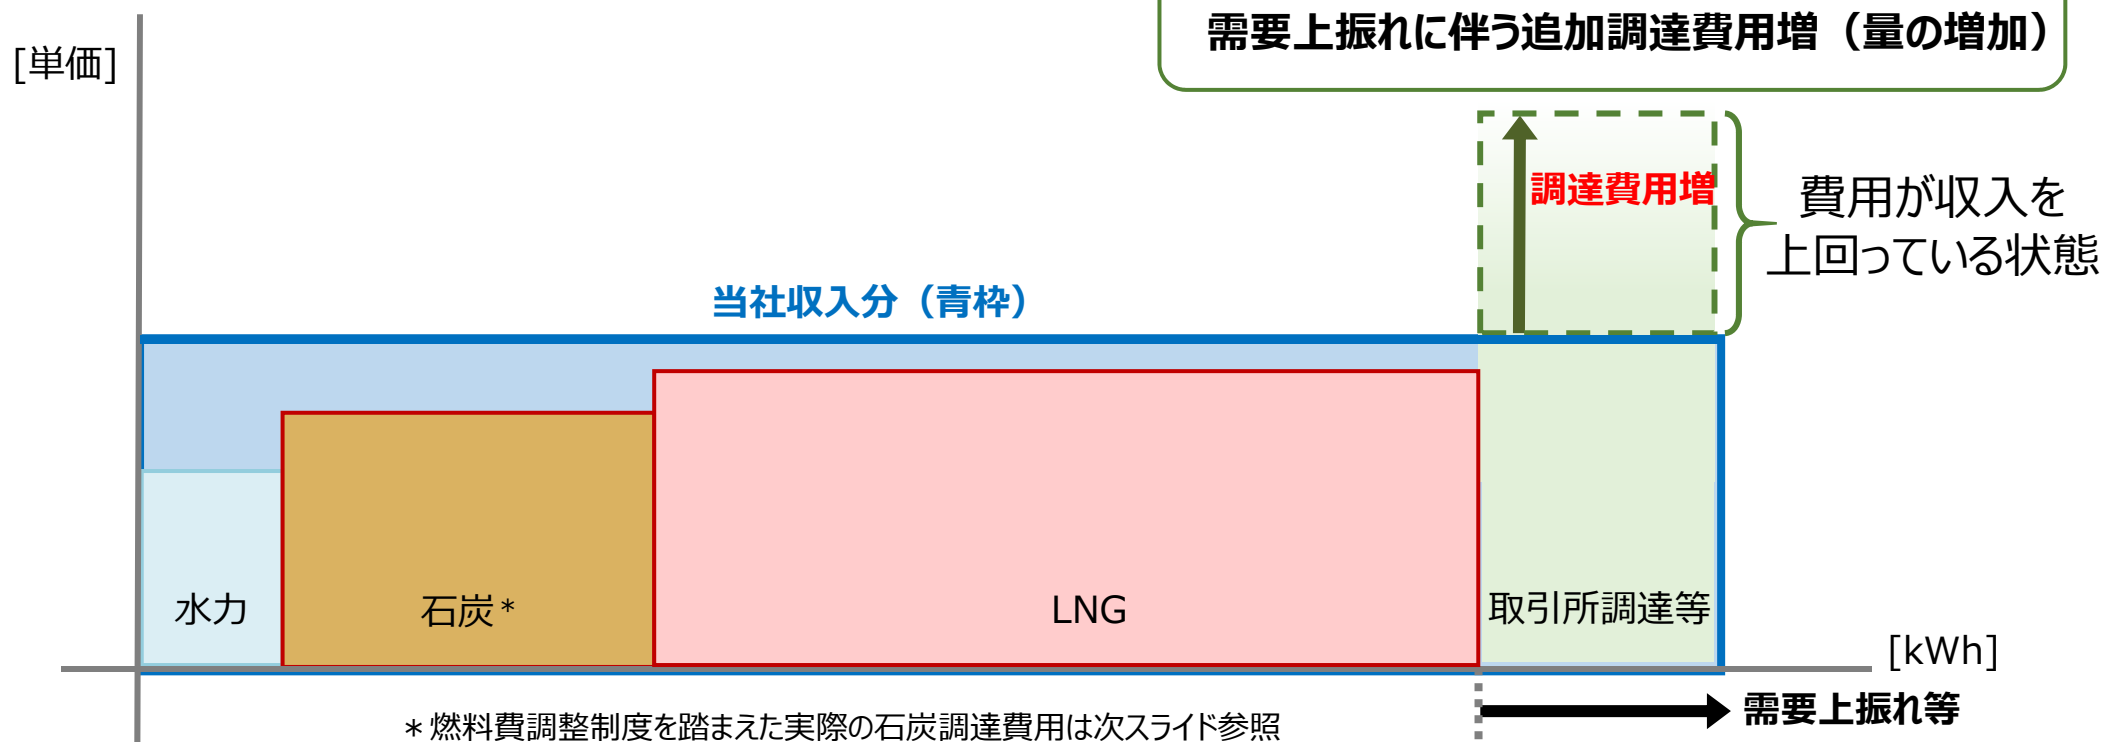 需要上振れに伴う追加調達費用増（量の増加）
[単価]
調達費用増
費用が収入を
上回っている状態
当社収入分（青枠）
水力
石炭*
LNG
取引所調達等
[kWh]
需要上振れ等
*燃料費調整制度を踏まえた実際の石炭調達費用は次スライド参照